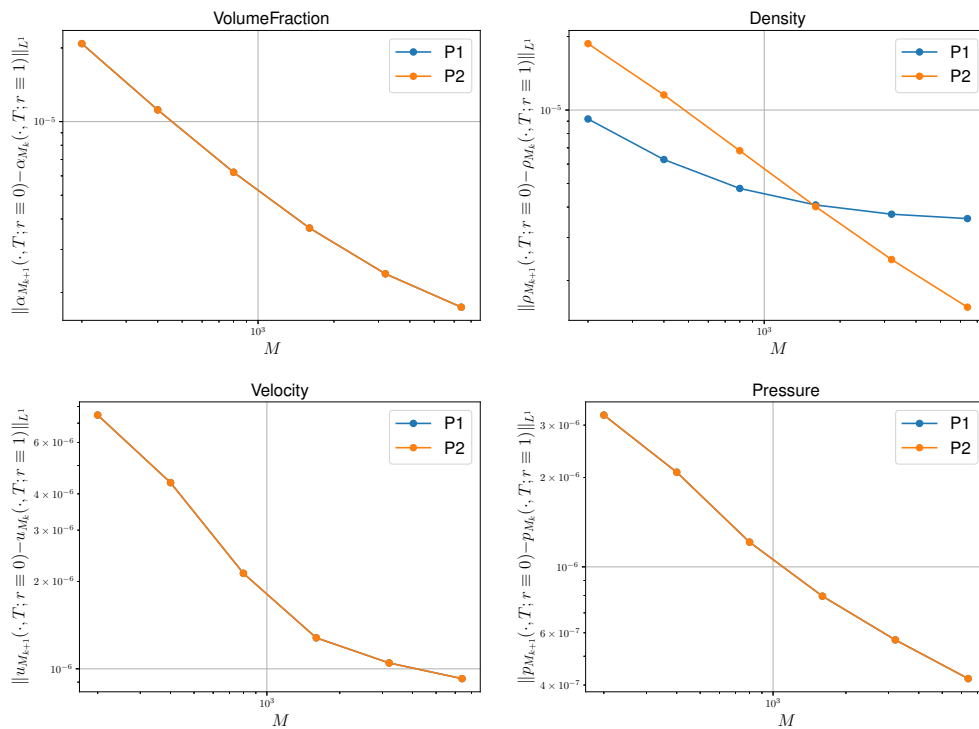 VolumeFraction
||α_{M_{k+1}}(·, T; r ≡ 0) − α_{M_k}(·, T; r ≡ 1)||_{L^1}
10^{−5}
P1
P2
10^3
M
Density
||ρ_{M_{k+1}}(·, T; r ≡ 0) − ρ_{M_k}(·, T; r ≡ 1)||_{L^1}
10^{−5}
P1
P2
10^3
M
Velocity
||u_{M_{k+1}}(·, T; r ≡ 0) − u_{M_k}(·, T; r ≡ 1)||_{L^1}
6 × 10^{−6}
4 × 10^{−6}
3 × 10^{−6}
2 × 10^{−6}
10^{−6}
P1
P2
10^3
M
Pressure
||p_{M_{k+1}}(·, T; r ≡ 0) − p_{M_k}(·, T; r ≡ 1)||_{L^1}
3 × 10^{−6}
2 × 10^{−6}
10^{−6}
6 × 10^{−7}
4 × 10^{−7}
P1
P2
10^3
M